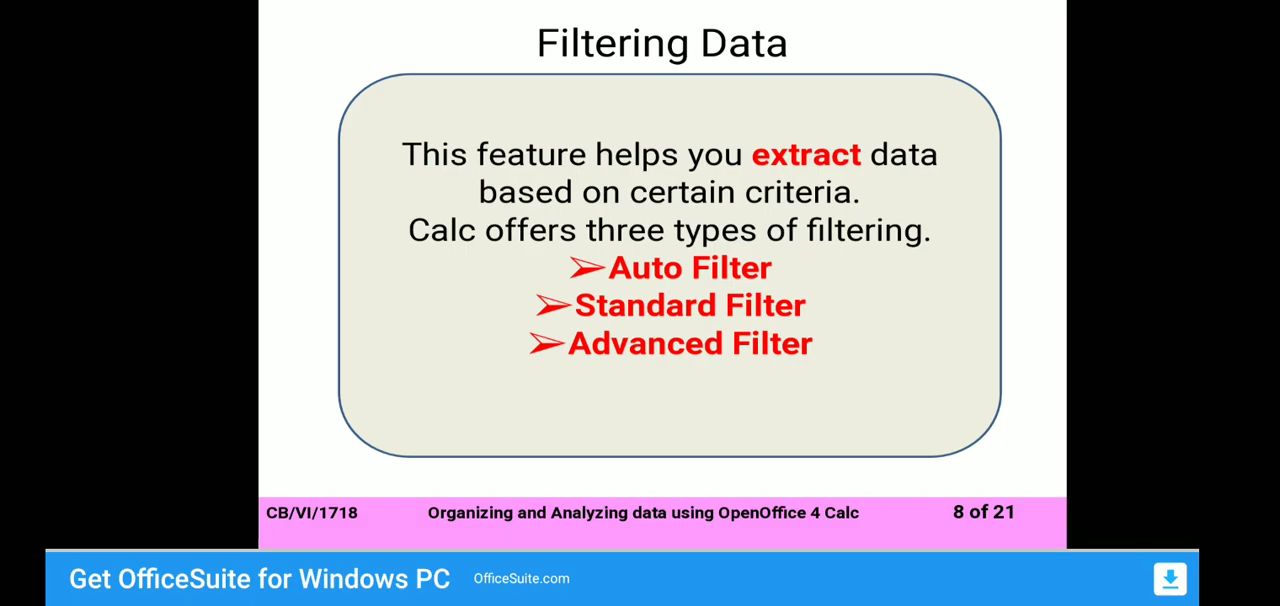 Filtering Data
This feature helps you extract data
based on certain criteria.
Calc offers three types of filtering.
➢Auto Filter
➢Standard Filter
➢Advanced Filter
CB/VI/1718 Organizing and Analyzing data using OpenOffice 4 Calc 8 of 21
Get OfficeSuite for Windows PC OfficeSuite.com